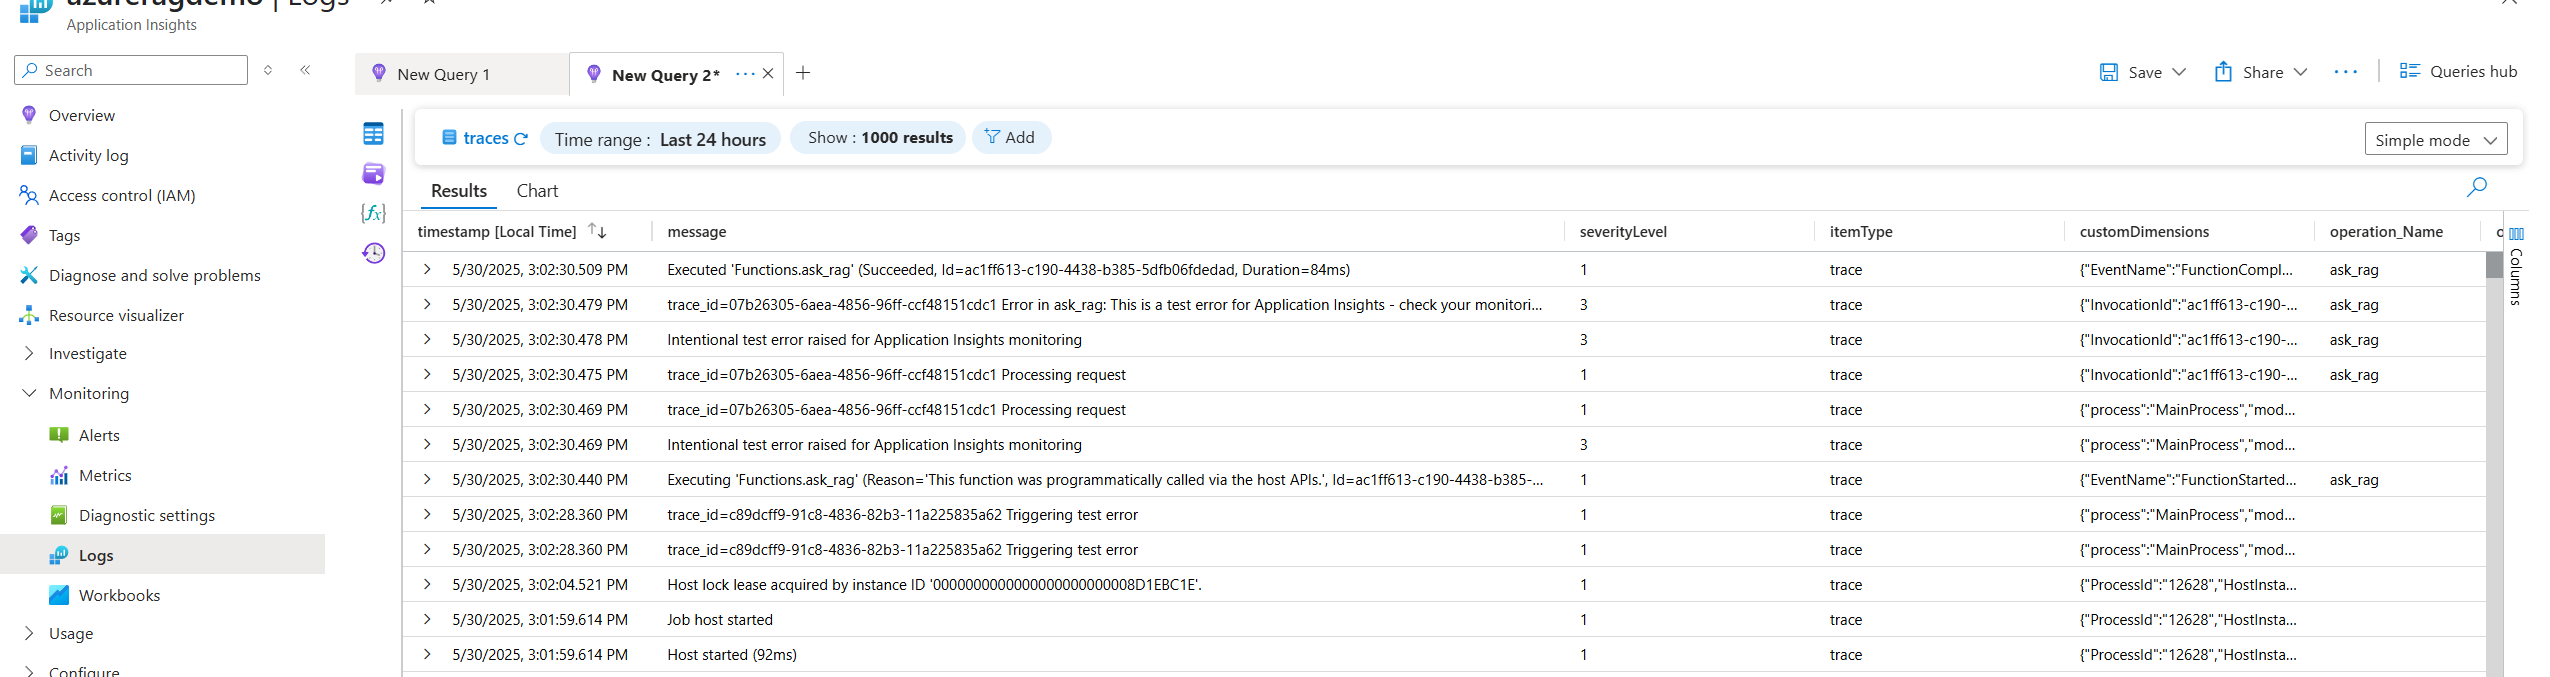 azureragdemo | Logs
Application Insights
Search
Overview
Activity log
Access control (IAM)
Tags
Diagnose and solve problems
Resource visualizer
Investigate
Monitoring
Alerts
Metrics
Diagnostic settings
Logs
Workbooks
Usage
Configure
New Query 1
New Query 2*
Save
Share
Queries hub
traces
Time range : Last 24 hours
Show : 1000 results
Add
Simple mode
Results
Chart
timestamp [Local Time] message severityLevel itemType customDimensions operation_Name o
5/30/2025, 3:02:30.509 PM Executed 'Functions.ask_rag' (Succeeded, Id=ac1ff613-c190-4438-b385-5dfb06fdedad, Duration=84ms) 1 trace {"EventName":"FunctionCompl... ask_rag
5/30/2025, 3:02:30.479 PM trace_id=07b26305-6aea-4856-96ff-ccf48151cdc1 Error in ask_rag: This is a test error for Application Insights - check your monitori... 3 trace {"InvocationId":"ac1ff613-c190-... ask_rag
5/30/2025, 3:02:30.478 PM Intentional test error raised for Application Insights monitoring 3 trace {"InvocationId":"ac1ff613-c190-... ask_rag
5/30/2025, 3:02:30.475 PM trace_id=07b26305-6aea-4856-96ff-ccf48151cdc1 Processing request 1 trace {"InvocationId":"ac1ff613-c190-... ask_rag
5/30/2025, 3:02:30.469 PM trace_id=07b26305-6aea-4856-96ff-ccf48151cdc1 Processing request 1 trace {"process":"MainProcess","mod...
5/30/2025, 3:02:30.469 PM Intentional test error raised for Application Insights monitoring 3 trace {"process":"MainProcess","mod...
5/30/2025, 3:02:30.440 PM Executing 'Functions.ask_rag' (Reason='This function was programmatically called via the host APIs.', Id=ac1ff613-c190-4438-b385-... 1 trace {"EventName":"FunctionStarted... ask_rag
5/30/2025, 3:02:28.360 PM trace_id=c89dcff9-91c8-4836-82b3-11a225835a62 Triggering test error 1 trace {"process":"MainProcess","mod...
5/30/2025, 3:02:28.360 PM trace_id=c89dcff9-91c8-4836-82b3-11a225835a62 Triggering test error 1 trace {"process":"MainProcess","mod...
5/30/2025, 3:02:04.521 PM Host lock lease acquired by instance ID '0000000000000000000000008D1EBC1E'. 1 trace {"ProcessId":"12628","HostInsta...
5/30/2025, 3:01:59.614 PM Job host started 1 trace {"ProcessId":"12628","HostInsta...
5/30/2025, 3:01:59.614 PM Host started (92ms) 1 trace {"ProcessId":"12628","HostInsta...
Columns